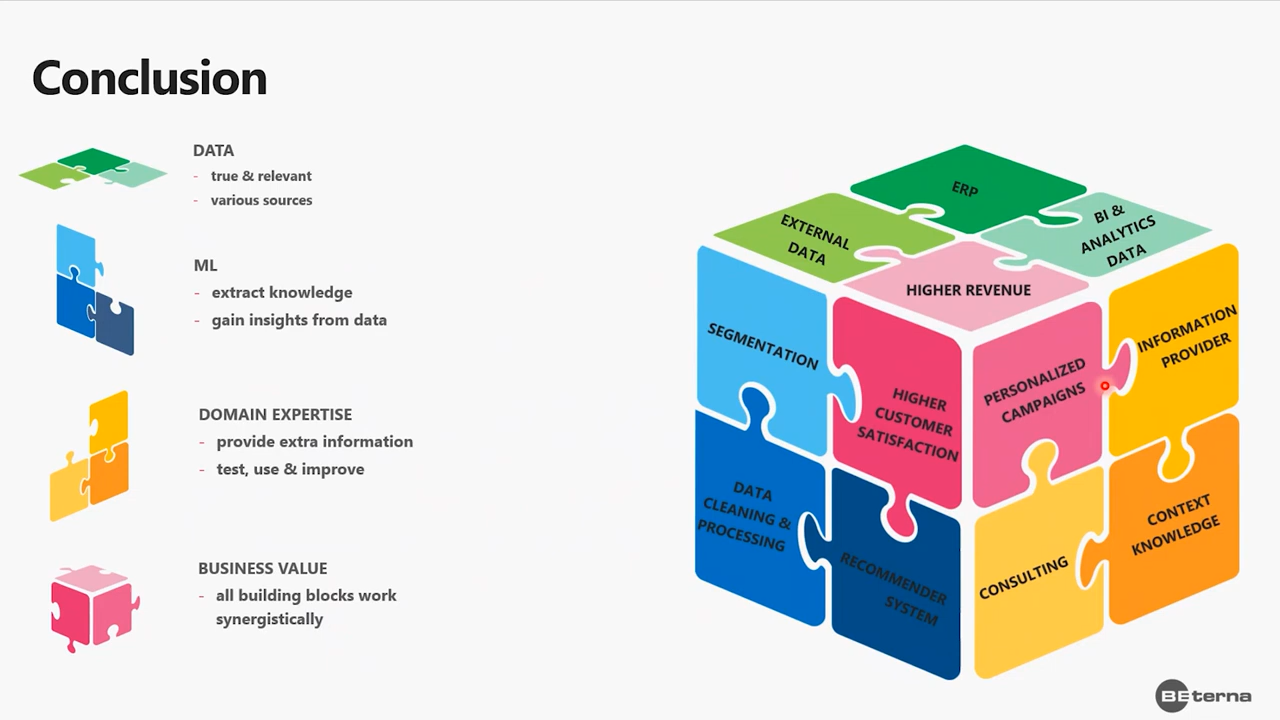 Conclusion
DATA
- true & relevant
- various sources
ML
- extract knowledge
- gain insights from data
DOMAIN EXPERTISE
- provide extra information
- test, use & improve
BUSINESS VALUE
- all building blocks work
synergistically
ERP
EXTERNAL
DATA
BI &
ANALYTICS
DATA
HIGHER REVENUE
SEGMENTATION
HIGHER
CUSTOMER
SATISFACTION
PERSONALIZED
CAMPAIGNS
INFORMATION
PROVIDER
DATA
CLEANING &
PROCESSING
RECOMMENDER
SYSTEM
CONSULTING
CONTEXT
KNOWLEDGE
BEterna